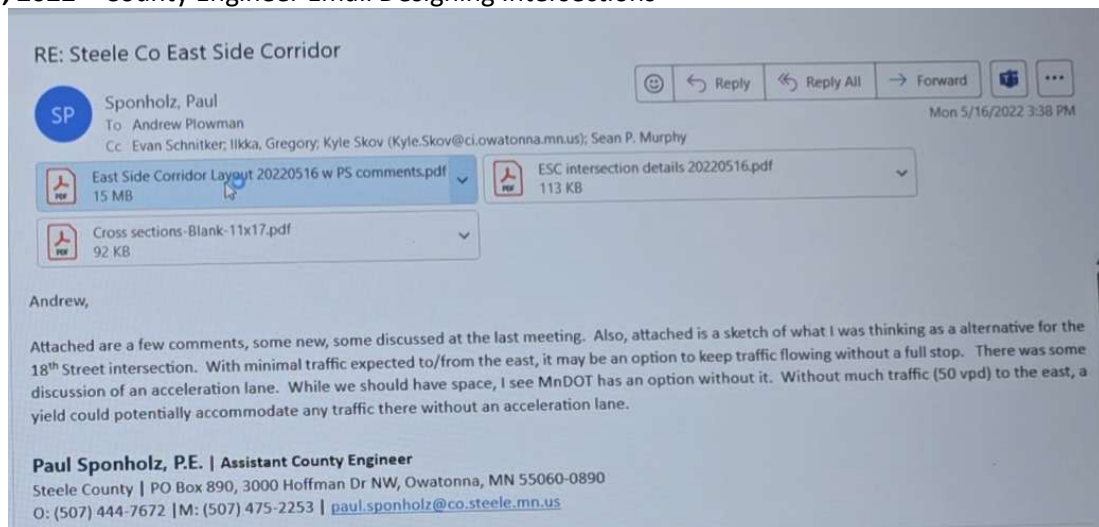 2022 – County Engineer Email Designing Intersections
RE: Steele Co East Side Corridor
SP
Sponholz, Paul
To Andrew Plowman
Cc Evan Schnitker; Ilkka, Gregory; Kyle Skov (Kyle.Skov@ci.owatonna.mn.us); Sean P. Murphy
Reply
Reply All
Forward
Mon 5/16/2022 3:38 PM
East Side Corridor Layout 20220516 w PS comments.pdf
15 MB
ESC intersection details 20220516.pdf
113 KB
Cross sections-Blank-11x17.pdf
92 KB
Andrew,
Attached are a few comments, some new, some discussed at the last meeting. Also, attached is a sketch of what I was thinking as a alternative for the
18th Street intersection. With minimal traffic expected to/from the east, it may be an option to keep traffic flowing without a full stop. There was some
discussion of an acceleration lane. While we should have space, I see MnDOT has an option without it. Without much traffic (50 vpd) to the east, a
yield could potentially accommodate any traffic there without an acceleration lane.
Paul Sponholz, P.E. | Assistant County Engineer
Steele County | PO Box 890, 3000 Hoffman Dr NW, Owatonna, MN 55060-0890
O: (507) 444-7672 |M: (507) 475-2253 | paul.sponholz@co.steele.mn.us